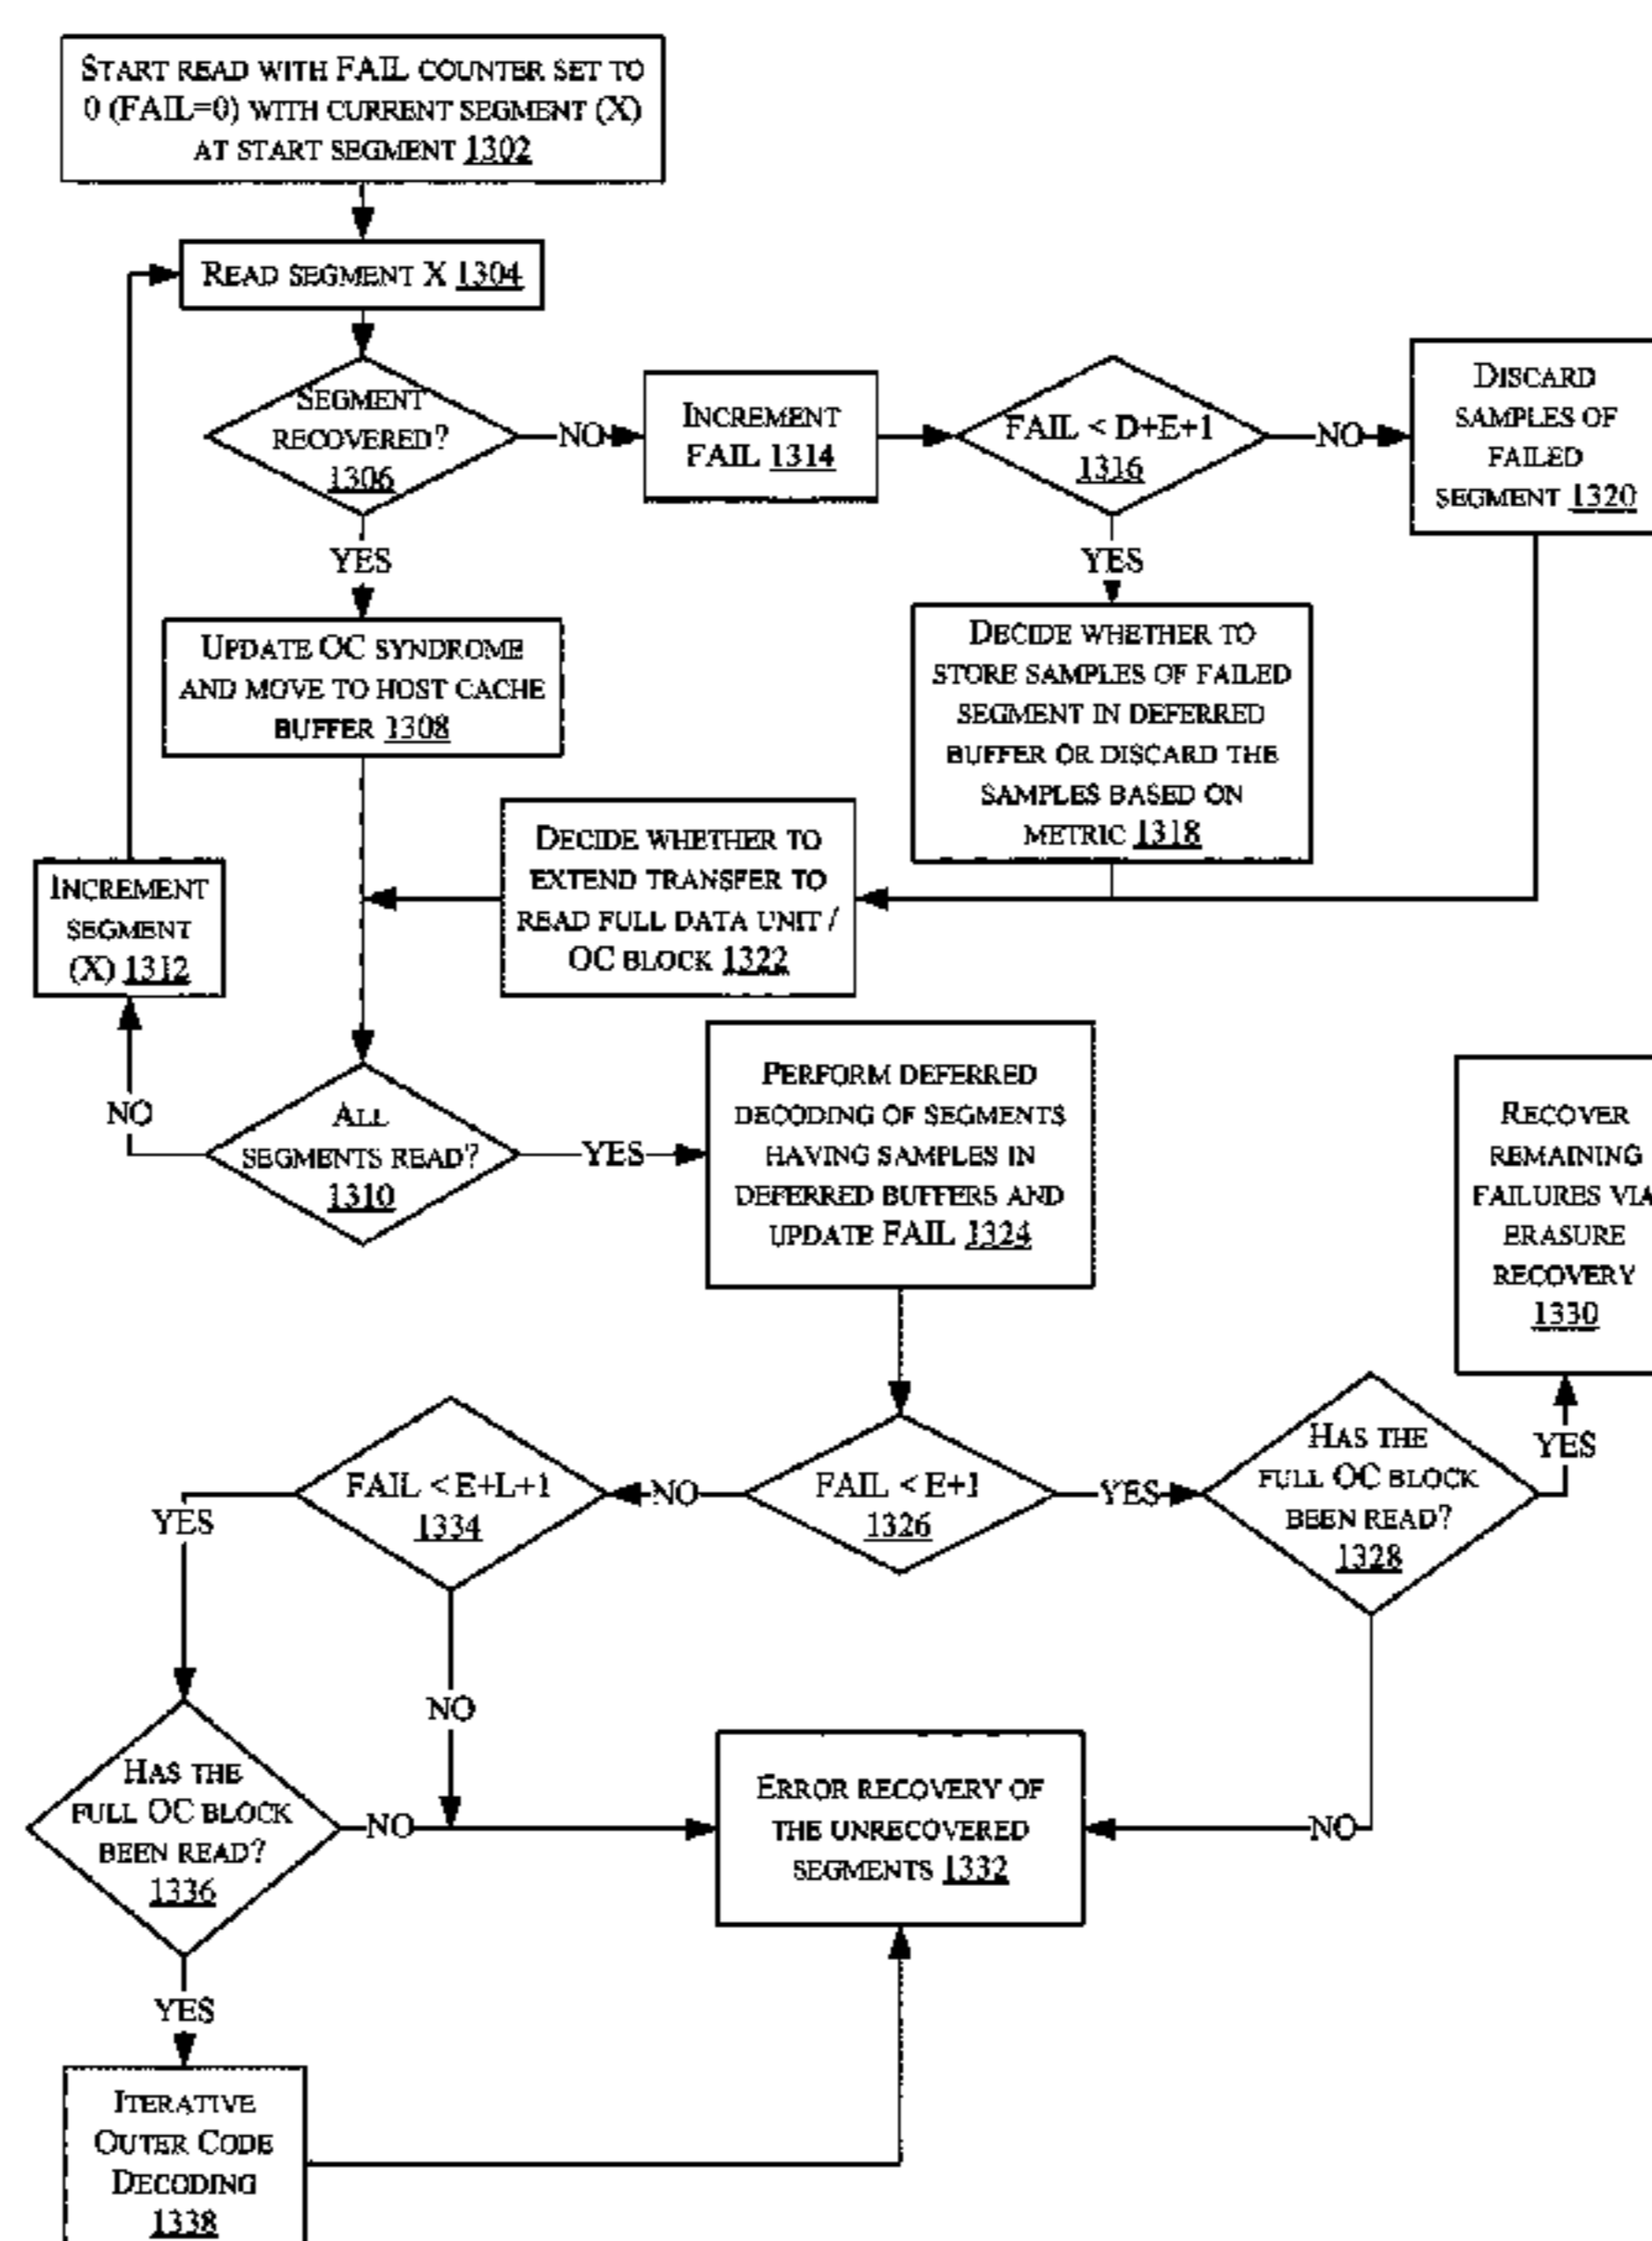 START READ WITH FAIL COUNTER SET TO
0 (FAIL=0) WITH CURRENT SEGMENT (X)
AT START SEGMENT 1302
READ SEGMENT X 1304
SEGMENT
RECOVERED?
1306
NO
INCREMENT
FAIL 1314
FAIL < D+E+1
1316
NO
DISCARD
SAMPLES OF
FAILED
SEGMENT 1320
YES
YES
UPDATE OC SYNDROME
AND MOVE TO HOST CACHE
BUFFER 1308
DECIDE WHETHER TO
STORE SAMPLES OF FAILED
SEGMENT IN DEFERRED
BUFFER OR DISCARD THE
SAMPLES BASED ON
METRIC 1318
DECIDE WHETHER TO
EXTEND TRANSFER TO
READ FULL DATA UNIT /
OC BLOCK 1322
INCREMENT
SEGMENT
(X) 1312
NO
ALL
SEGMENTS READ?
1310
YES
PERFORM DEFERRED
DECODING OF SEGMENTS
HAVING SAMPLES IN
DEFERRED BUFFERS AND
UPDATE FAIL 1324
RECOVER
REMAINING
FAILURES VIA
ERASURE
RECOVERY
1330
YES
FAIL < E+L+1
1334
NO
FAIL < E+1
1326
YES
HAS THE
FULL OC BLOCK
BEEN READ?
1328
YES
NO
HAS THE
FULL OC BLOCK
BEEN READ?
1336
NO
ERROR RECOVERY OF
THE UNRECOVERED
SEGMENTS 1332
NO
YES
ITERATIVE
OUTER CODE
DECODING
1338